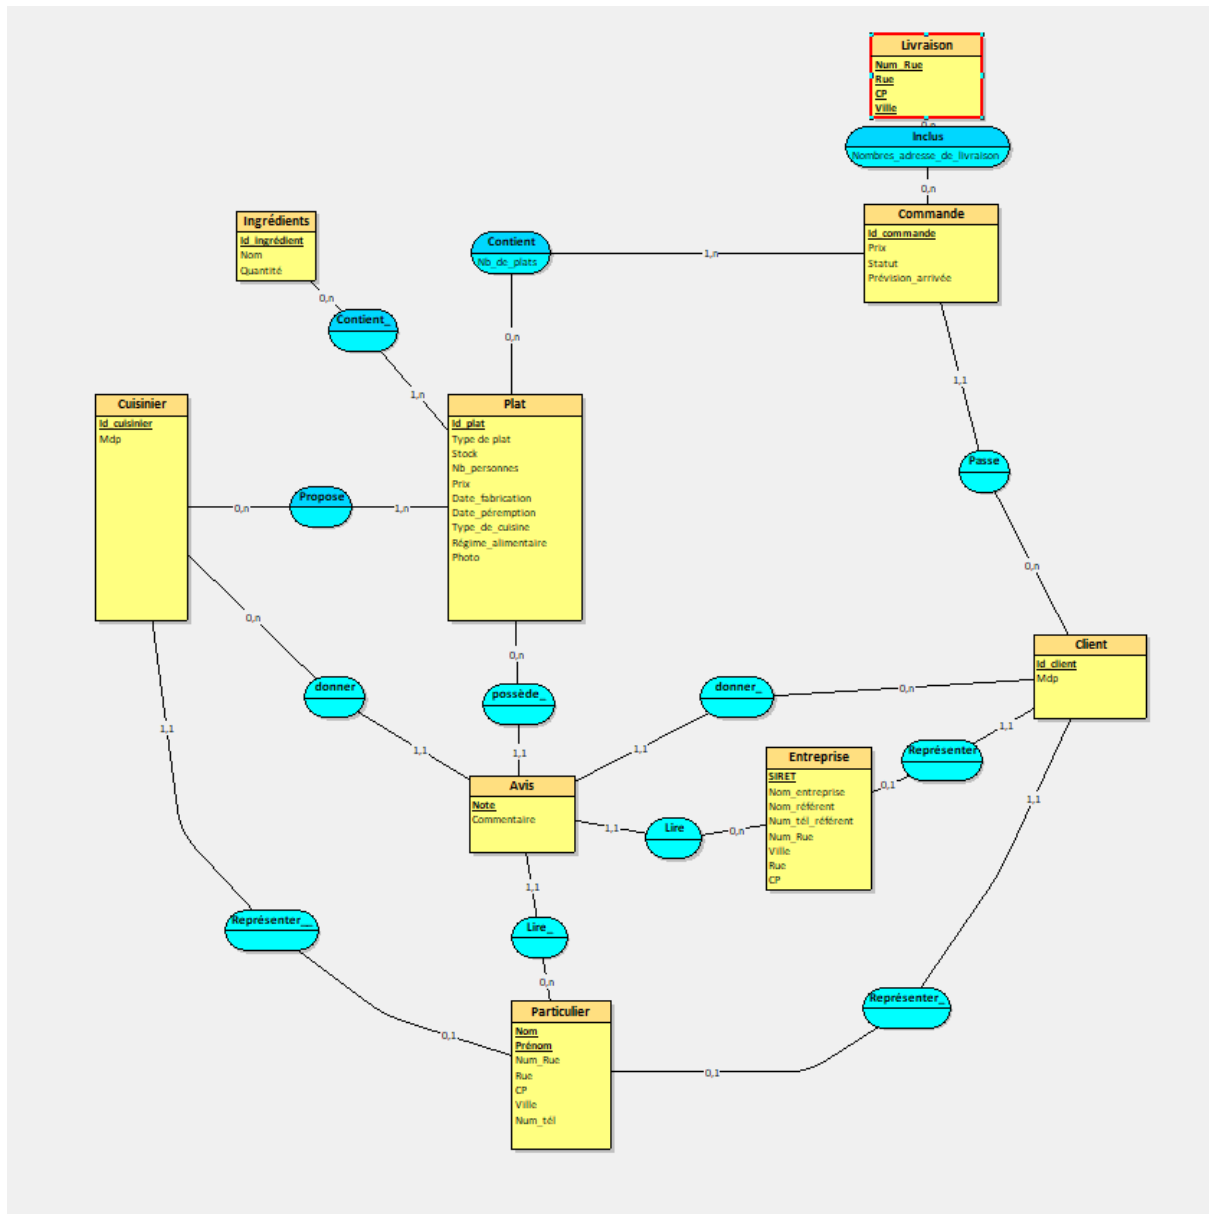 Livraison
Num_Rue
Rue
CP
Ville
0,n
Inclus
Nombres_adresse_de_livraison
0,n
Commande
Id_commande
Prix
Statut
Prévision_arrivée
Ingrédients
Id_Ingrédient
Nom
Quantité
Contient
Nb_de_plats
1,n
0,n
Contient_
0,n
1,n
1,1
Cuisinier
Id_cuisinier
Mdp
Plat
Id_plat
Type de plat
Stock
Nb_personnes
Prix
Date_fabrication
Date_péremption
Type_de_cuisine
Régime_alimentaire
Photo
Passe
0,n
Propose
1,n
0,n
0,n
0,n
Client
Id_client
Mdp
donner
possède_
donner_
0,n
1,1
1,1
1,1
1,1
Représenter
1,1
0,1
1,1
Entreprise
SIRET
Nom_entreprise
Nom_référent
Num_tél_référent
Num_Rue
Ville
Rue
CP
Avis
Note
Commentaire
1,1
Lire
0,n
1,1
Représenter__
Lire_
0,n
Représenter_
Particulier
Nom
Prénom
Num_Rue
Rue
CP
Ville
Num_tél
0,1
0,1